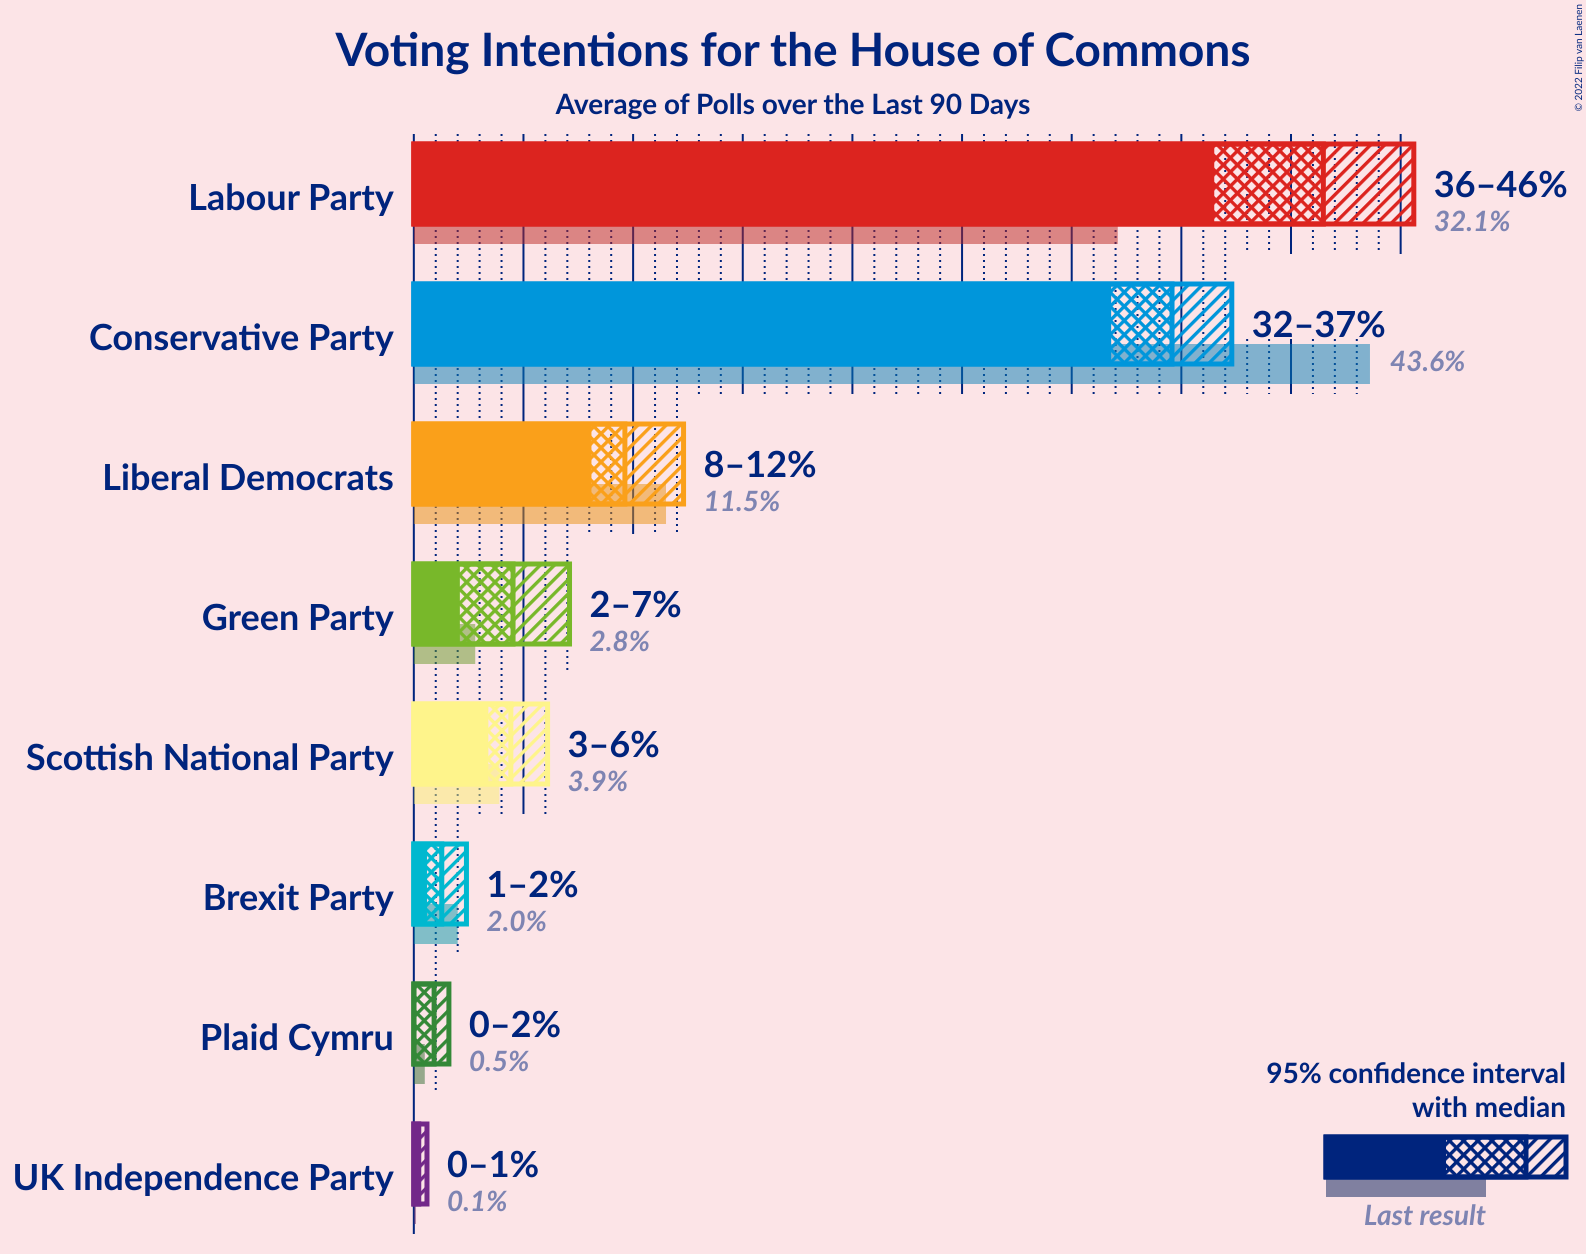 Voting Intentions for the House of Commons
Average of Polls over the Last 90 Days
© 2022 Filip van Laenen
Labour Party
36–46%
32.1%
Conservative Party
32–37%
43.6%
Liberal Democrats
8–12%
11.5%
Green Party
2–7%
2.8%
Scottish National Party
3–6%
3.9%
Brexit Party
1–2%
2.0%
Plaid Cymru
0–2%
0.5%
UK Independence Party
0–1%
0.1%
95% confidence interval
with median
Last result